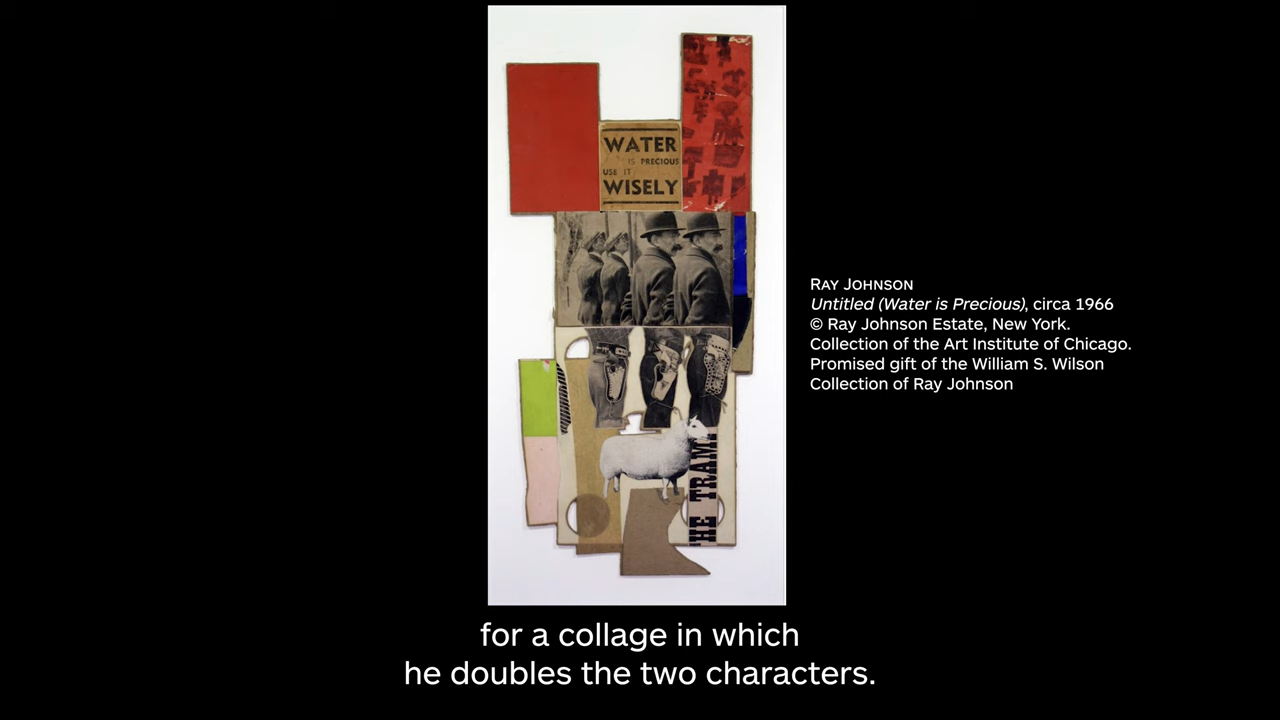 WATER
IS PRECIOUS
USE IT
WISELY
HE TRAM
RAY JOHNSON
Untitled (Water is Precious), circa 1966
© Ray Johnson Estate, New York.
Collection of the Art Institute of Chicago.
Promised gift of the William S. Wilson
Collection of Ray Johnson
for a collage in which
he doubles the two characters.